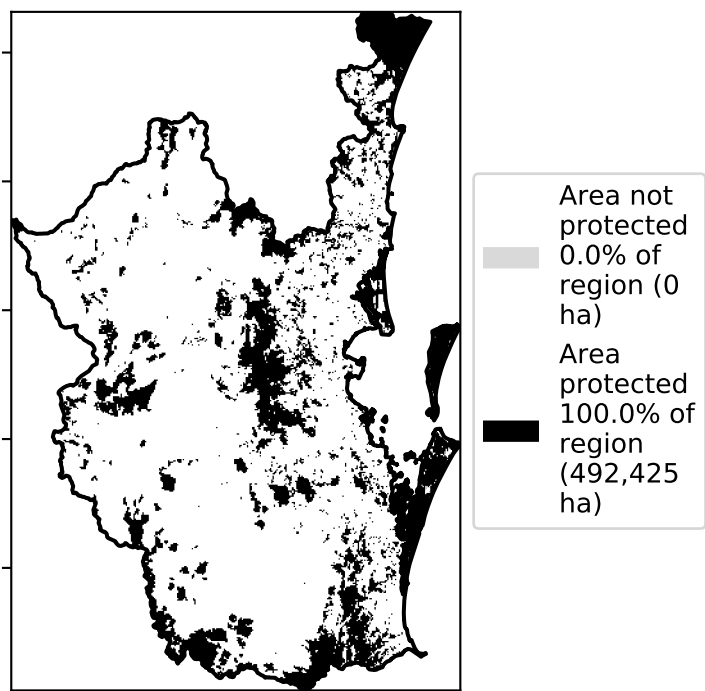 Area not
protected
0.0% of
region (0
ha)
Area
protected
100.0% of
region
(492,425
ha)